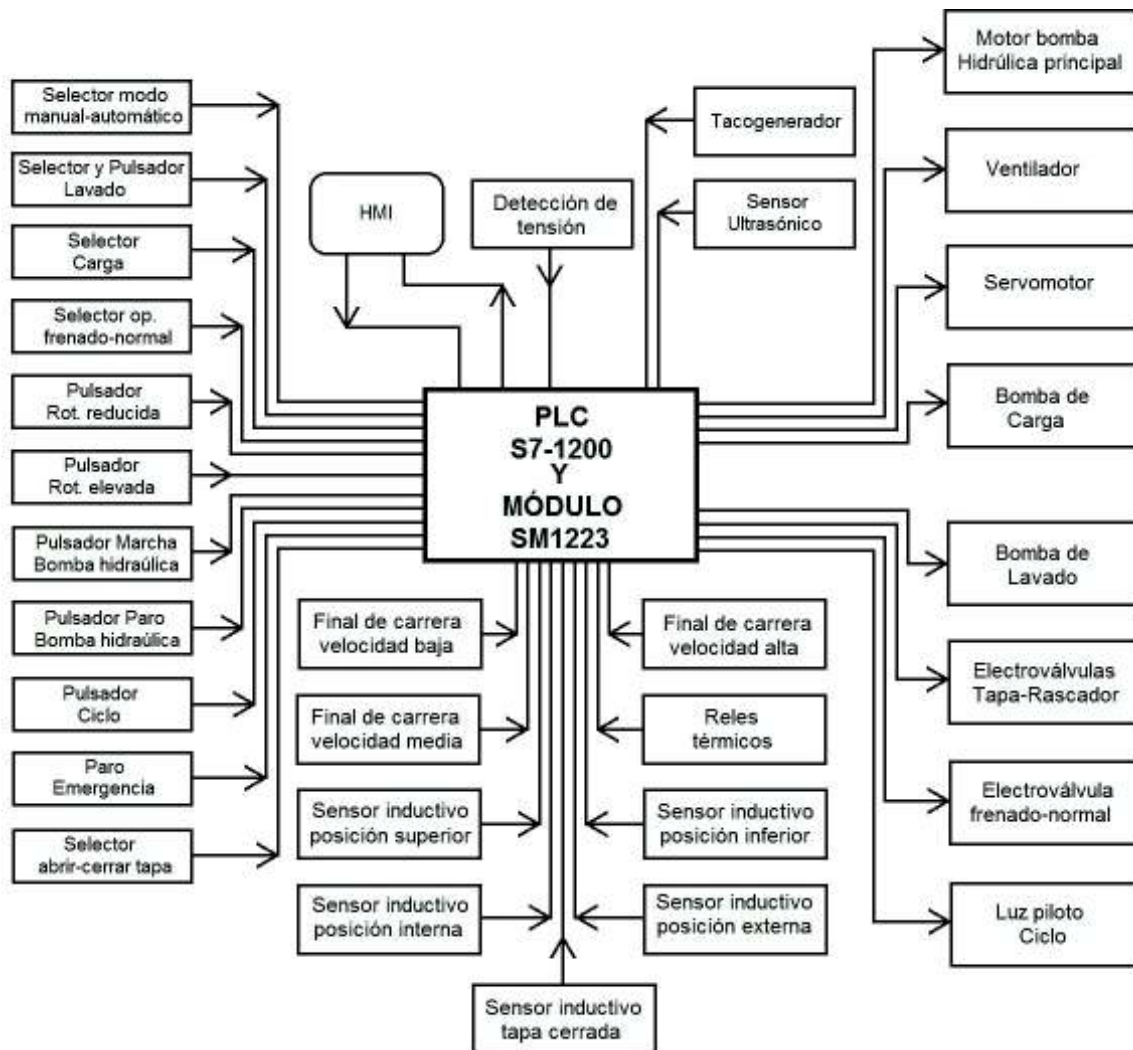 Selector modo
manual-automático
Selector y Pulsador
Lavado
Selector
Carga
Selector op.
frenado-normal
Pulsador
Rot. reducida
Pulsador
Rot. elevada
Pulsador Marcha
Bomba hidraúlica
Pulsador Paro
Bomba hidraúlica
Pulsador
Ciclo
Paro
Emergencia
Selector
abrir-cerrar tapa
HMI
Detección de
tensión
Tacogenerador
Sensor
Ultrasónico
PLC
S7-1200
Y
MÓDULO
SM1223
Final de carrera
velocidad baja
Final de carrera
velocidad media
Sensor inductivo
posición superior
Sensor inductivo
posición interna
Final de carrera
velocidad alta
Reles
térmicos
Sensor inductivo
posición inferior
Sensor inductivo
posición externa
Sensor inductivo
tapa cerrada
Motor bomba
Hidrúlica principal
Ventilador
Servomotor
Bomba de
Carga
Bomba de
Lavado
Electroválvulas
Tapa-Rascador
Electroválvula
frenado-normal
Luz piloto
Ciclo